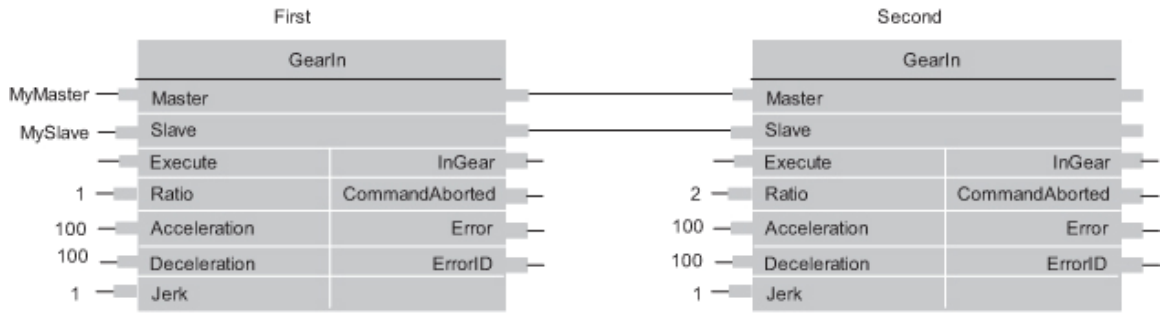 First Second
GearIn GearIn
MyMaster Master Master
MySlave Slave Slave
Execute InGear Execute InGear
1 Ratio CommandAborted 2 Ratio CommandAborted
100 Acceleration Error 100 Acceleration Error
100 Deceleration ErrorID 100 Deceleration ErrorID
1 Jerk 1 Jerk